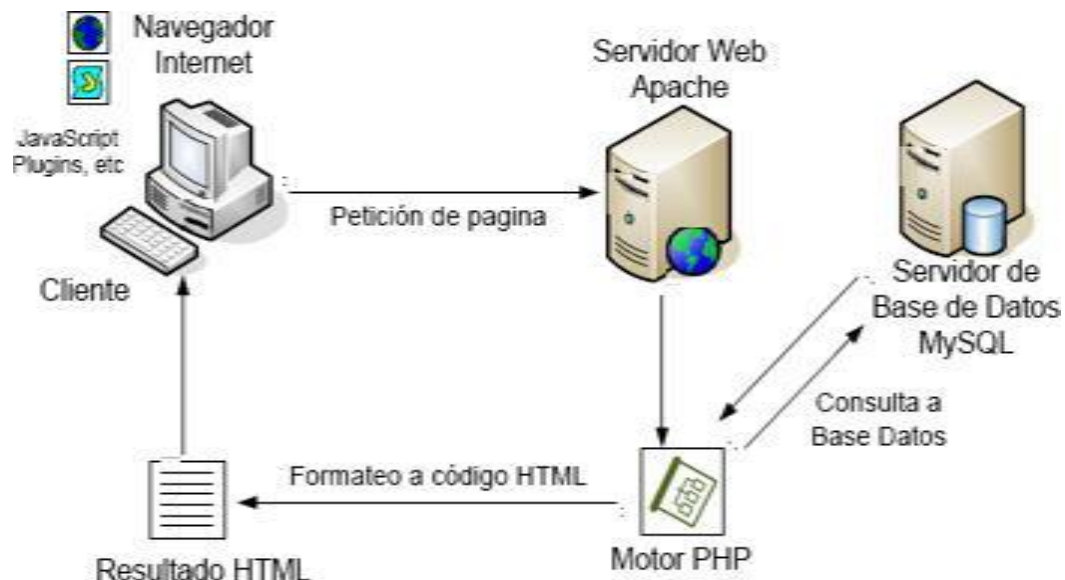 Navegador
Internet
JavaScript
Plugins, etc
Cliente
Petición de pagina
Servidor Web
Apache
Servidor de
Base de Datos
MySQL
Consulta a
Base Datos
Formateo a código HTML
Motor PHP
Resultado HTML